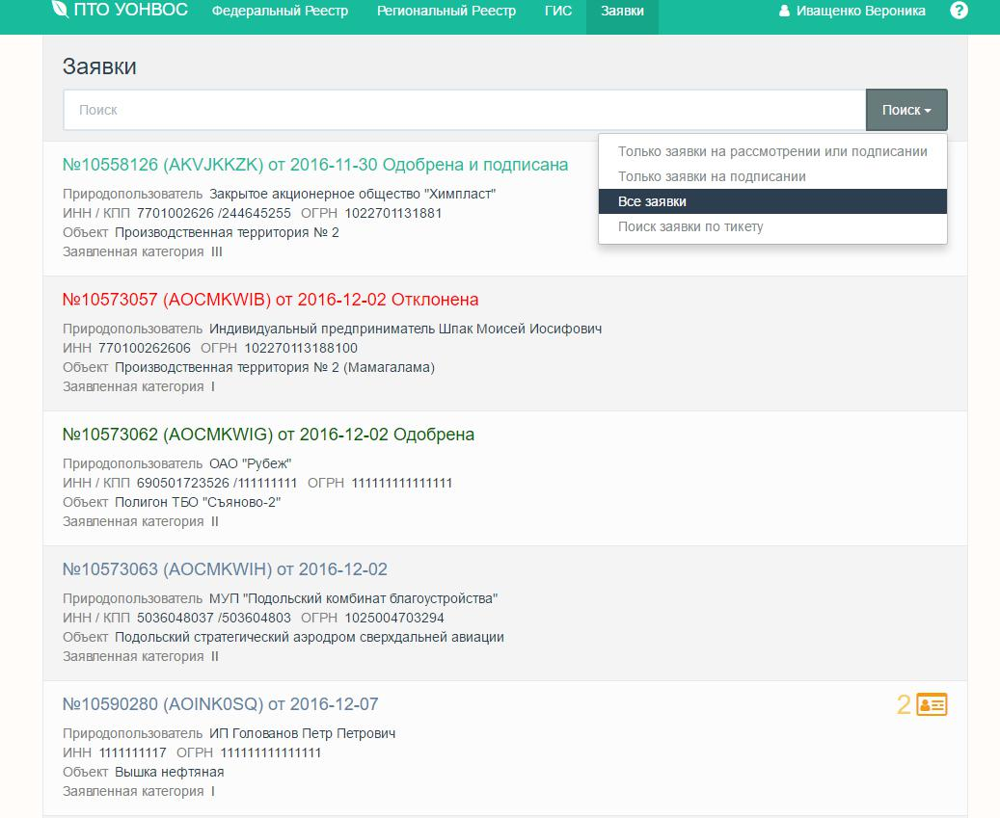 ПТО УОНВОС Федеральный Реестр Региональный Реестр ГИС Заявки Иващенко Вероника ?
Заявки
Поиск Поиск
Только заявки на рассмотрении или подписании
Только заявки на подписании
Все заявки
Поиск заявки по тикету
№10558126 (AKVJKKZK) от 2016-11-30 Одобрена и подписана
Природопользователь Закрытое акционерное общество "Химпласт"
ИНН / КПП 7701002626 /244645255 ОГРН 1022701131881
Объект Производственная территория № 2
Заявленная категория III
№10573057 (AOCMKWIB) от 2016-12-02 Отклонена
Природопользователь Индивидуальный предприниматель Шпак Моисей Иосифович
ИНН 770100262606 ОГРН 102270113188100
Объект Производственная территория № 2 (Мамагалама)
Заявленная категория I
№10573062 (AOCMKWIG) от 2016-12-02 Одобрена
Природопользователь ОАО "Рубеж"
ИНН / КПП 690501723526 /111111111 ОГРН 111111111111111
Объект Полигон ТБО "Съяново-2"
Заявленная категория II
№10573063 (AOCMKWIH) от 2016-12-02
Природопользователь МУП "Подольский комбинат благоустройства"
ИНН / КПП 5036048037 /503604803 ОГРН 1025004703294
Объект Подольский стратегический аэродром сверхдальней авиации
Заявленная категория II
№10590280 (AOINK0SQ) от 2016-12-07 2
Природопользователь ИП Голованов Петр Петрович
ИНН 1111111117 ОГРН 111111111111111
Объект Вышка нефтяная
Заявленная категория I